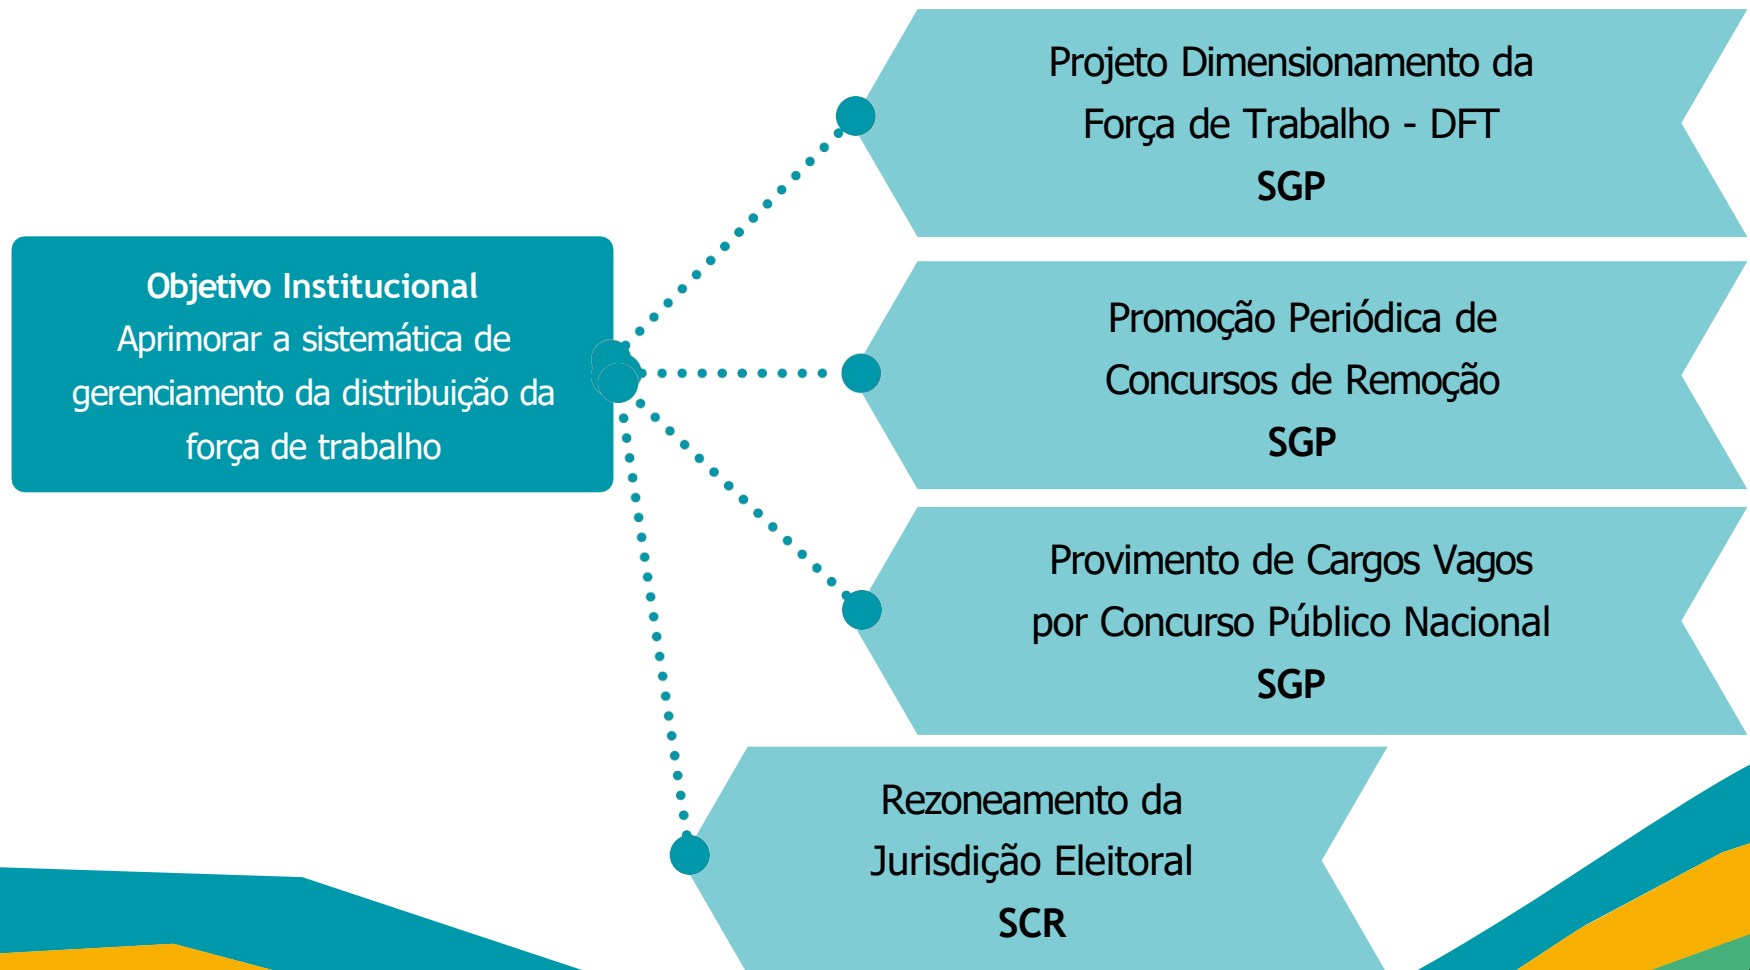 Objetivo Institucional
Aprimorar a sistemática de
gerenciamento da distribuição da
força de trabalho
Projeto Dimensionamento da
Força de Trabalho - DFT
SGP
Promoção Periódica de
Concursos de Remoção
SGP
Provimento de Cargos Vagos
por Concurso Público Nacional
SGP
Rezoneamento da
Jurisdição Eleitoral
SCR